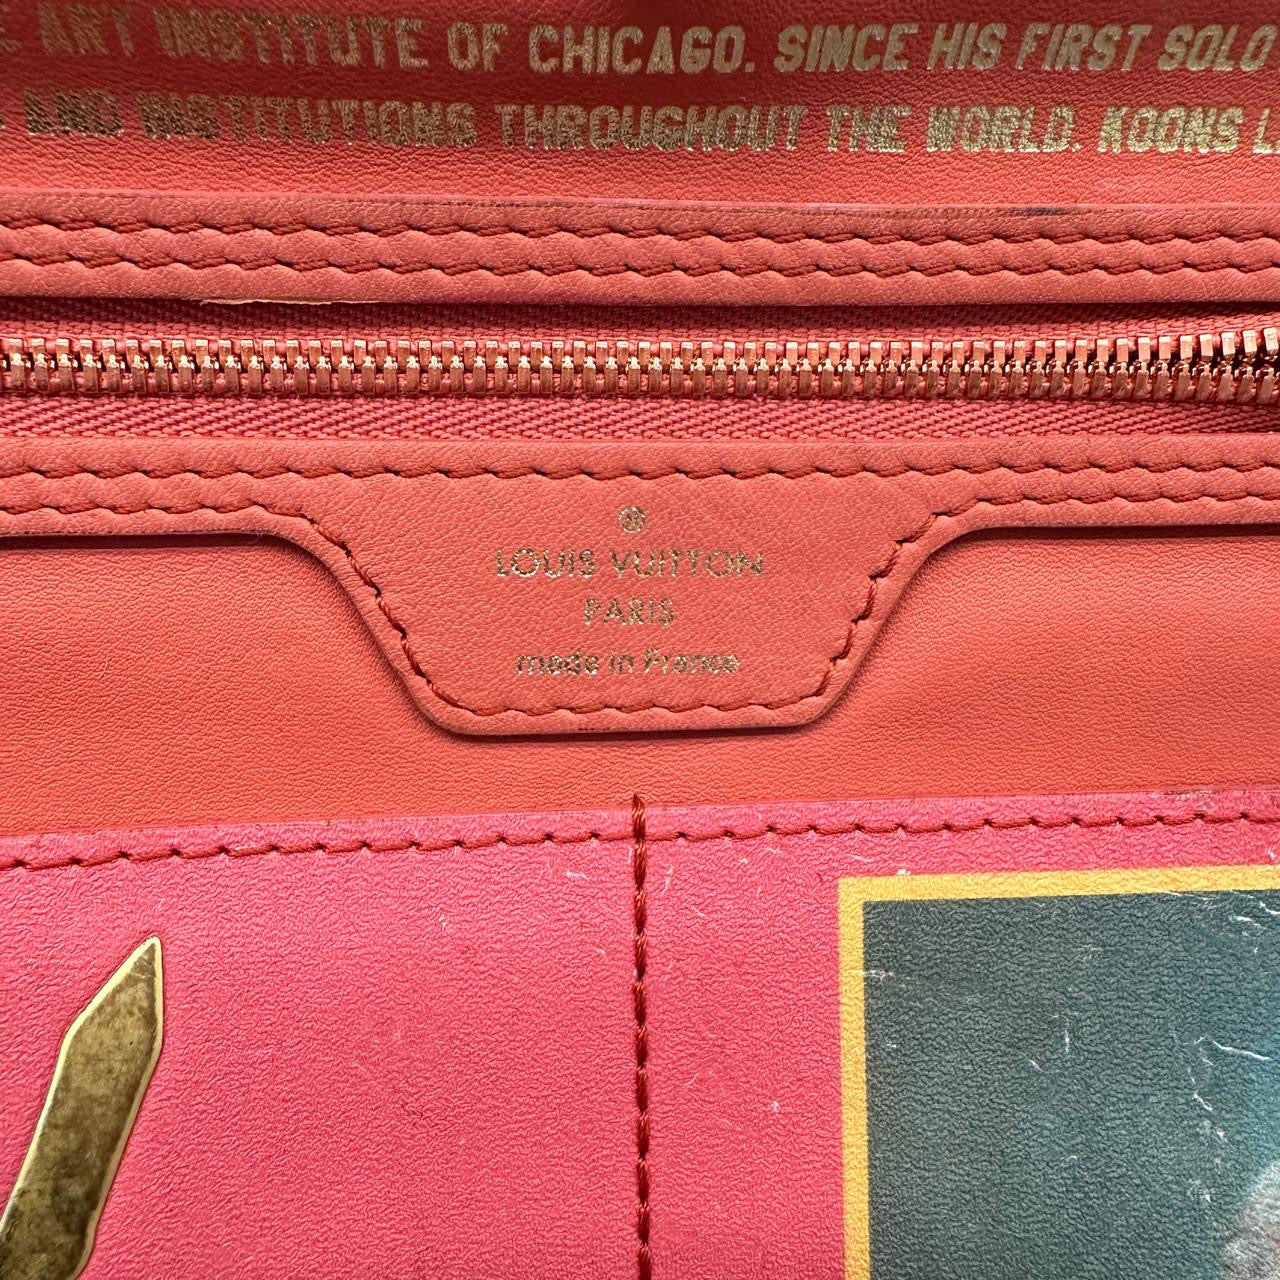 ART INSTITUTE OF CHICAGO. SINCE HIS FIRST SOLO
AND INSTITUTIONS THROUGHOUT THE WORLD. KOONS
LOUIS VUITTON
PARIS
made in France